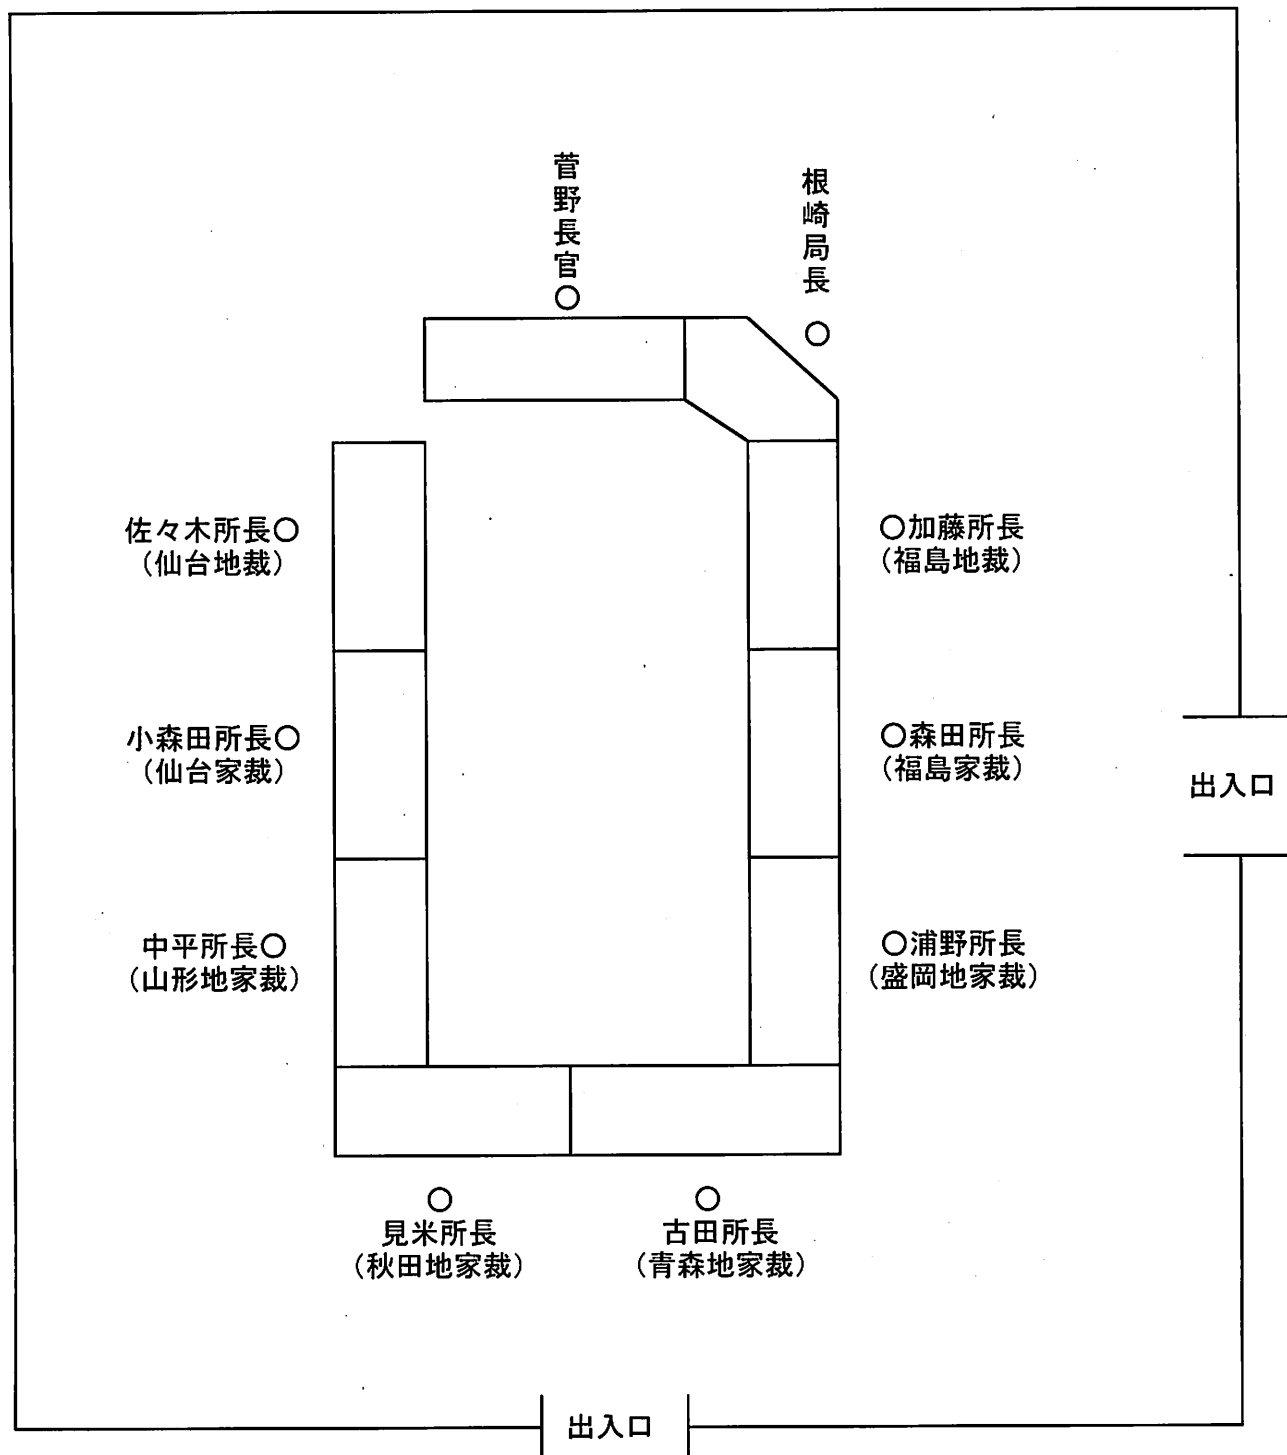 菅野長官○
根崎局長
○
佐々木所長○
（仙台地裁）
○加藤所長
（福島地裁）
小森田所長○
（仙台家裁）
○森田所長
（福島家裁）
出入口
中平所長○
（山形地家裁）
○浦野所長
（盛岡地家裁）
○
見米所長
（秋田地家裁）
○
古田所長
（青森地家裁）
出入口